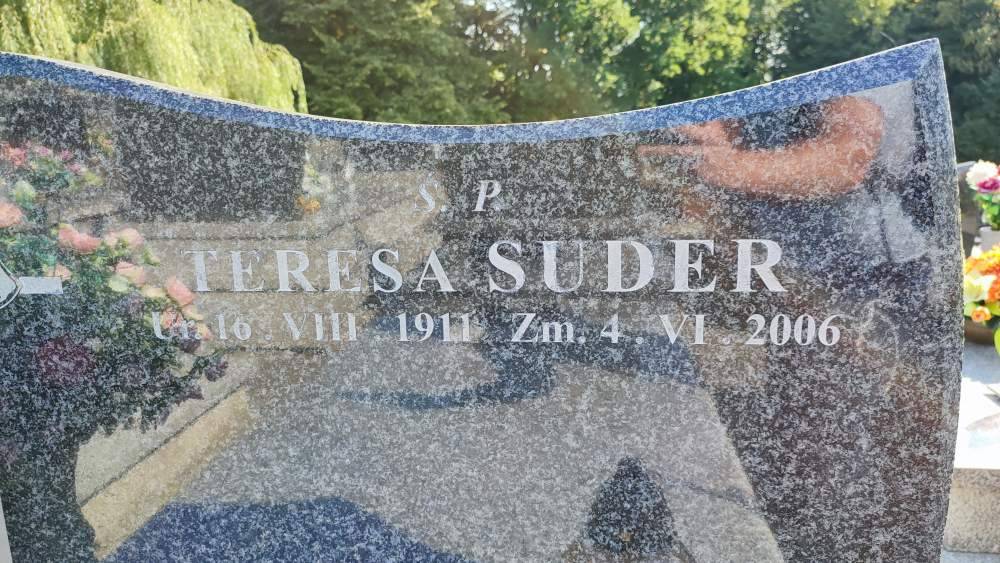 Ś. P
TERESA SUDER
Ur. 16. VIII 1911 Zm. 4. VI. 2006